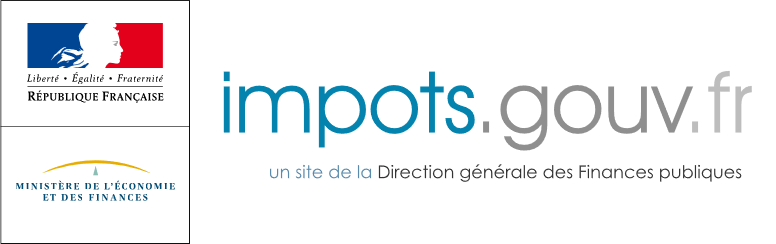 Liberté • Égalité • Fraternité
RÉPUBLIQUE FRANÇAISE
MINISTÈRE DE L'ÉCONOMIE
ET DES FINANCES
impots.gouv.fr
un site de la Direction générale des Finances publiques